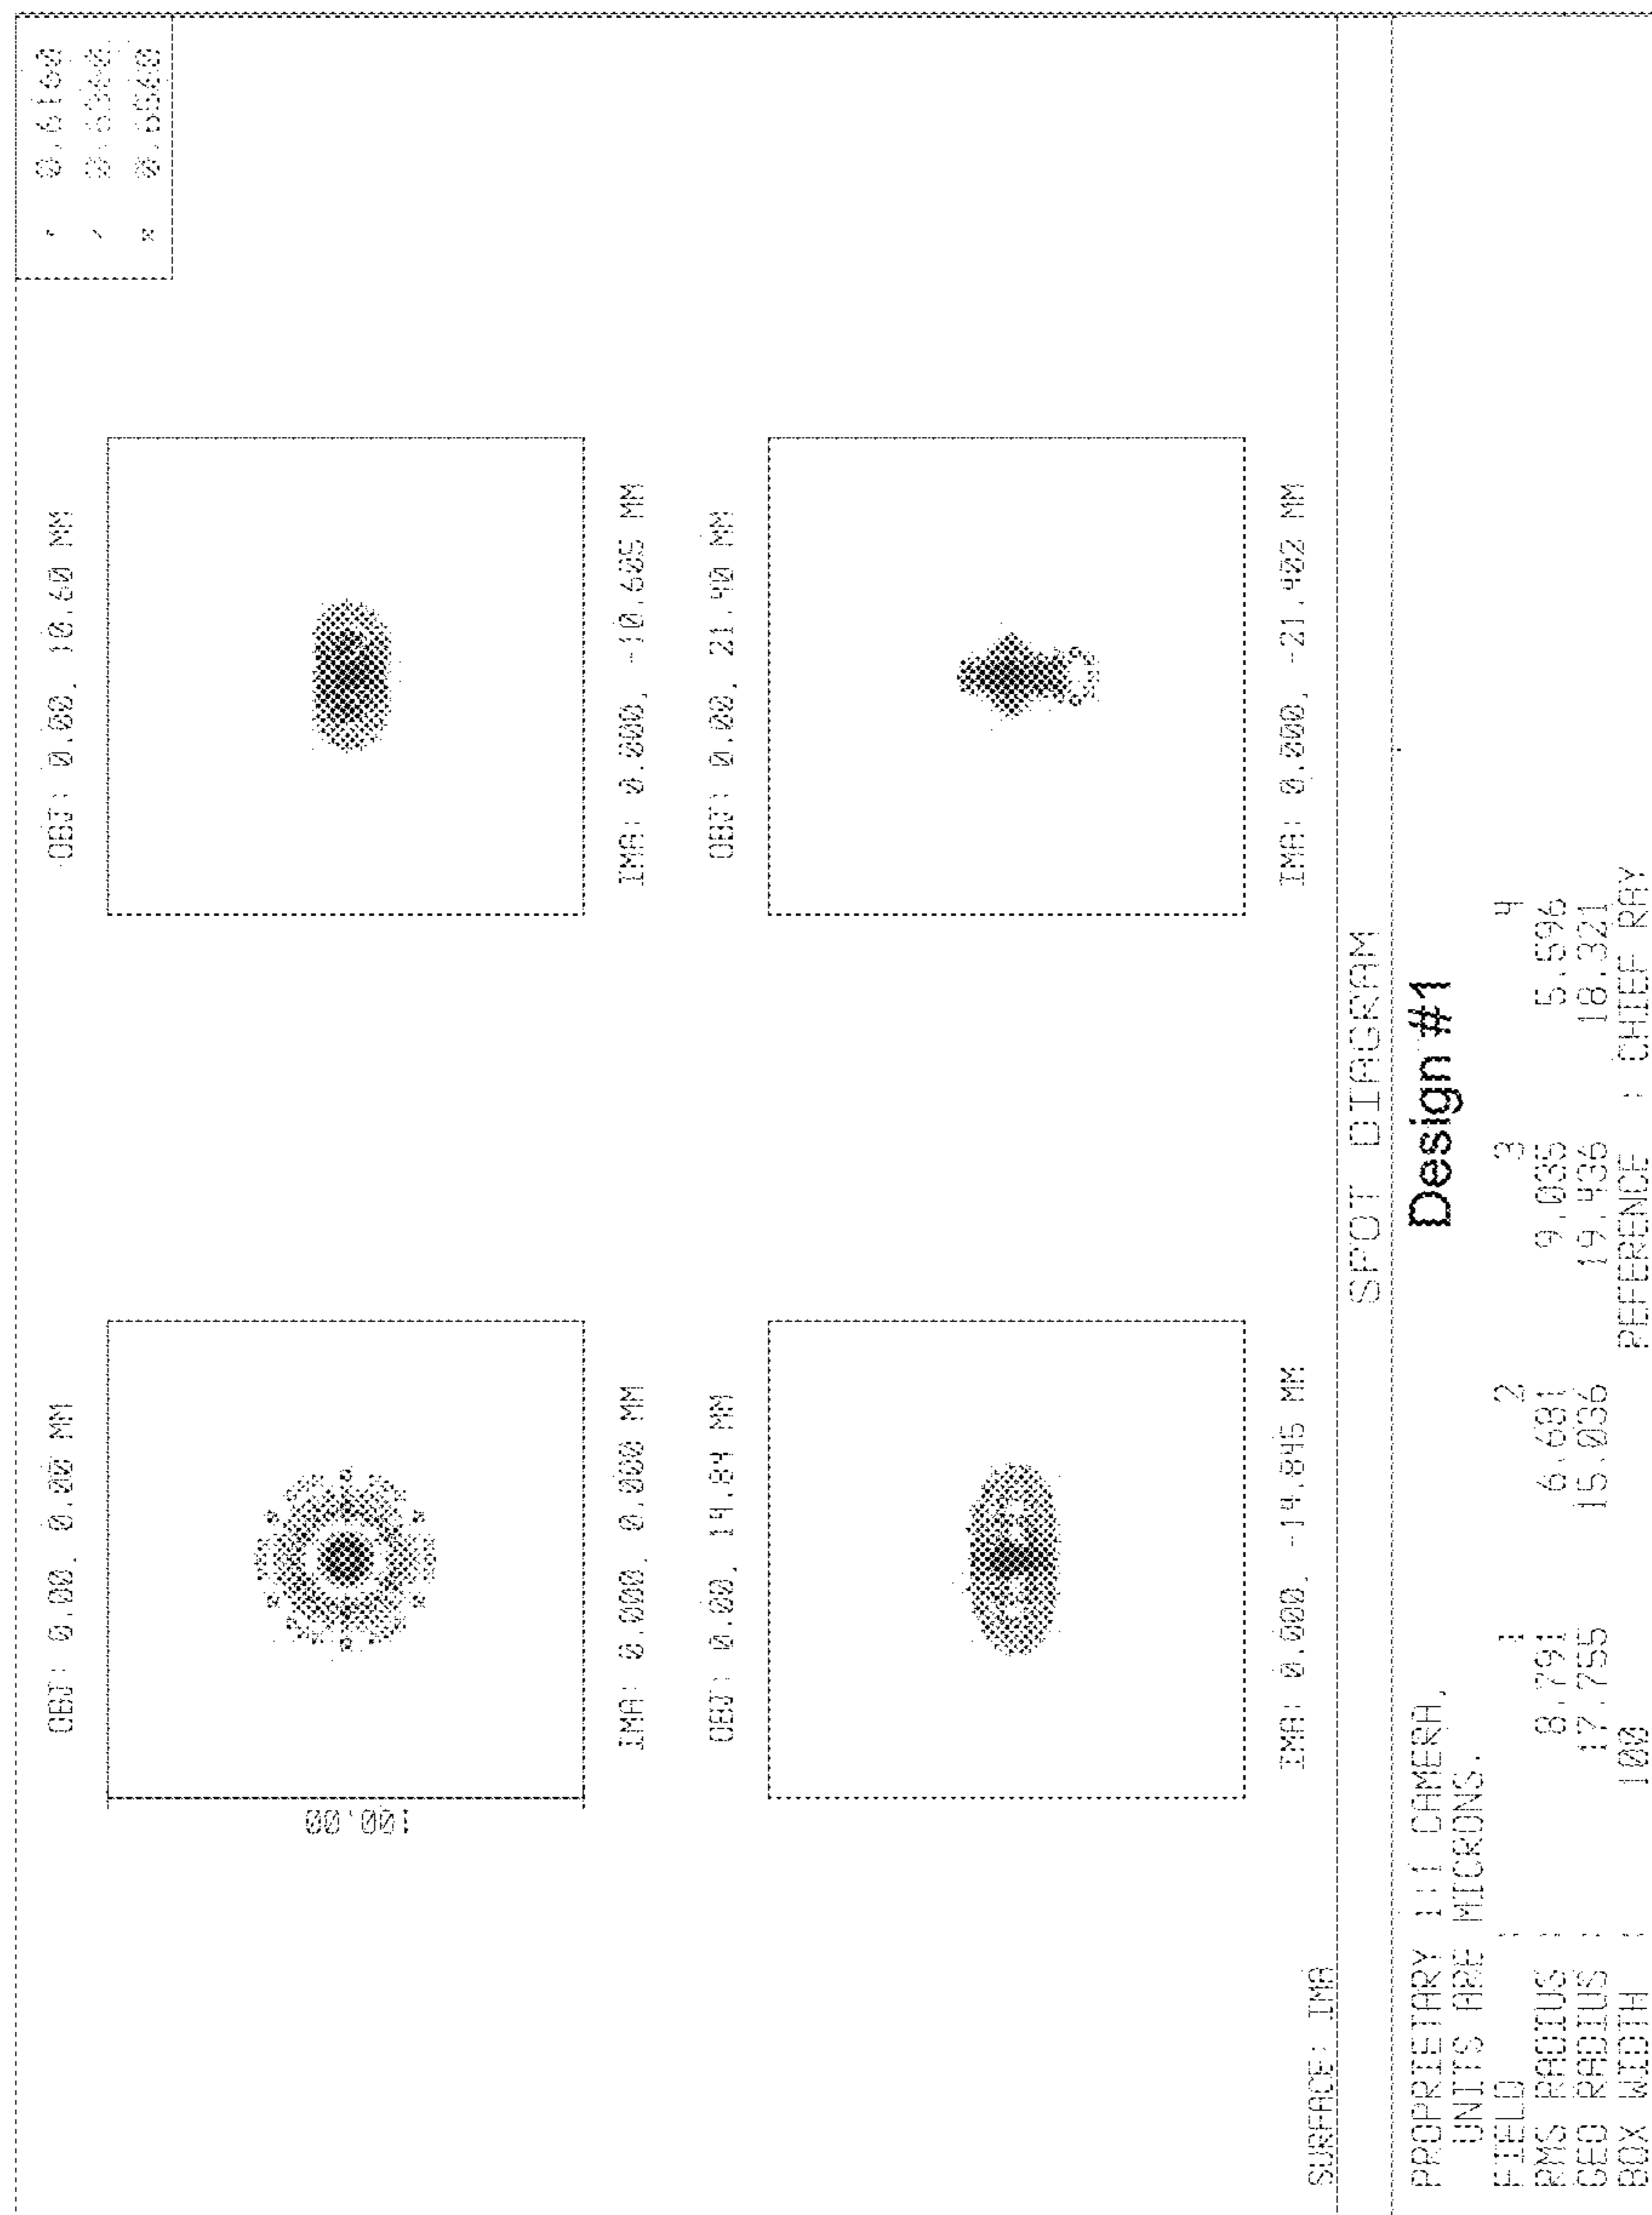 0.6160
0.6560
OBJ: 0.00, 0.00 MM
OBJ: 0.00, 10.60 MM
100.00
IMA: 0.000, 0.000 MM
IMA: 0.000, -10.605 MM
OBJ: 0.00, 14.84 MM
OBJ: 0.00, 21.40 MM
IMA: 0.000, -14.845 MM
IMA: 0.000, -21.402 MM
SURFACE: IMA
SPOT DIAGRAM
Design #1
PROPRIETARY 1:1 CAMERA.
UNITS ARE MICRONS.
FIELD : 1 2 3 4
RMS RADIUS : 8.791 6.681 9.035 5.596
GEO RADIUS : 17.755 15.036 19.436 18.321
BOX WIDTH : 100 REFERENCE : CHIEF RAY